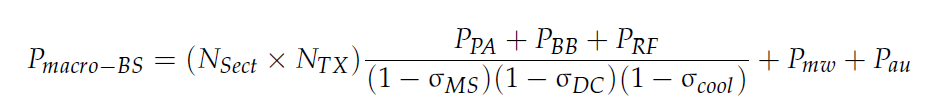 P_{macro-BS} = (N_{Sect} × N_{TX}) \frac{P_{PA} + P_{BB} + P_{RF}}{(1 − σ_{MS})(1 − σ_{DC})(1 − σ_{cool})} + P_{mw} + P_{au}